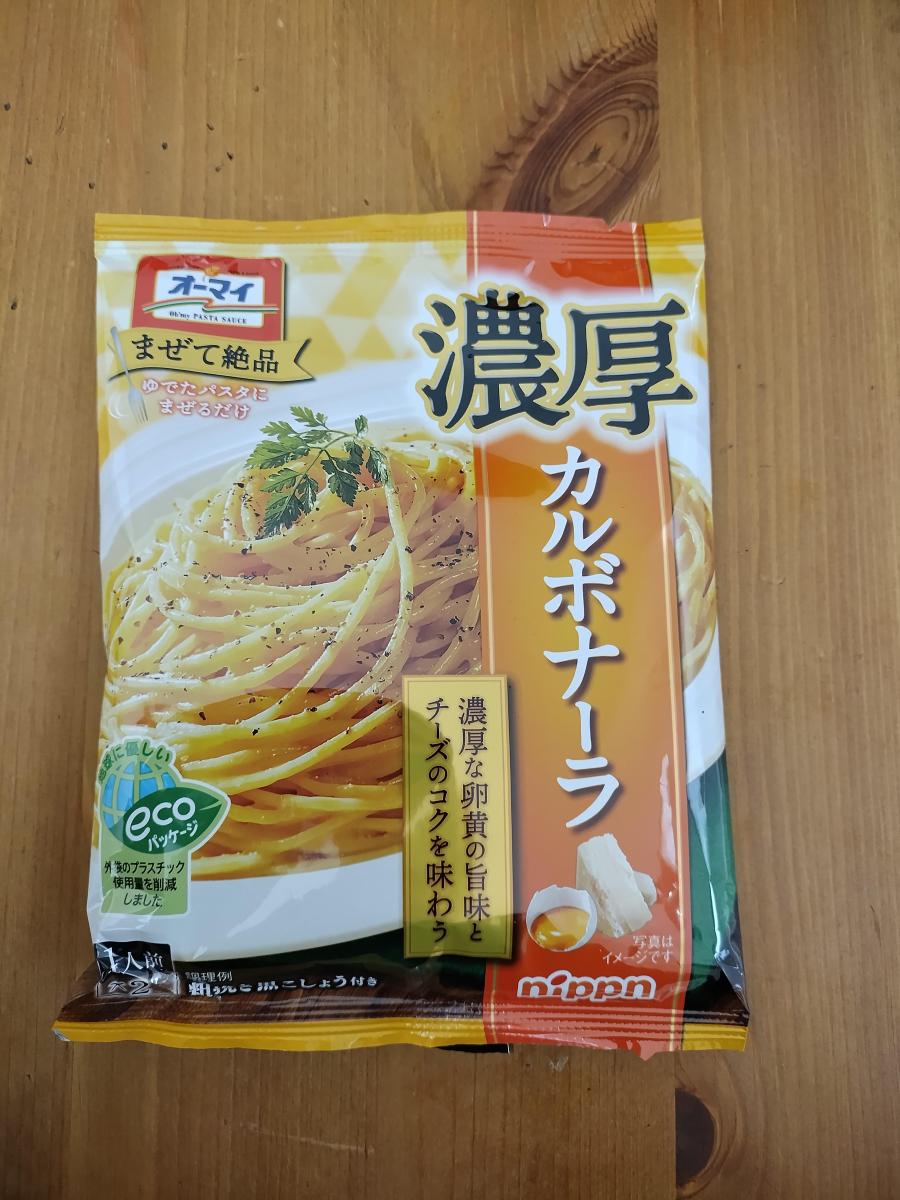 オーマイ
Oh'my PASTA SAUCE
まぜて絶品
ゆでたパスタに
まぜるだけ
濃厚
カルボナーラ
濃厚な卵黄の旨味と
チーズのコクを味わう
地球に優しい
eco
パッケージ
外装のプラスチック
使用量を削減
しました
1人前
×2
調理例
粗挽き黒こしょう付き
写真は
イメージです
nippn